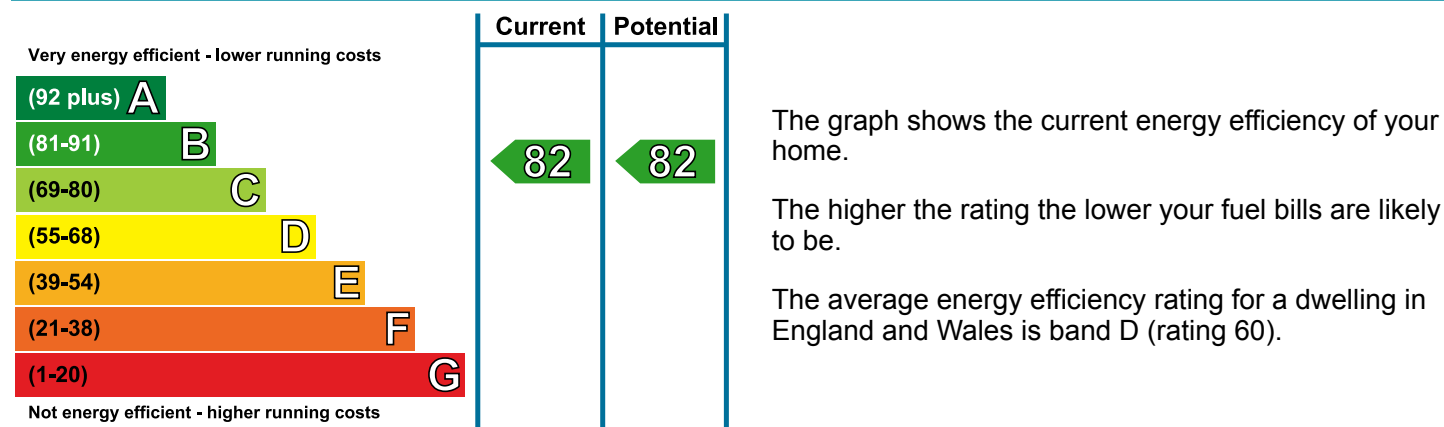 Current Potential
Very energy efficient - lower running costs
(92 plus) A
(81-91) B
82 82
(69-80) C
(55-68) D
(39-54) E
(21-38) F
(1-20) G
Not energy efficient - higher running costs
The graph shows the current energy efficiency of your
home.
The higher the rating the lower your fuel bills are likely
to be.
The average energy efficiency rating for a dwelling in
England and Wales is band D (rating 60).